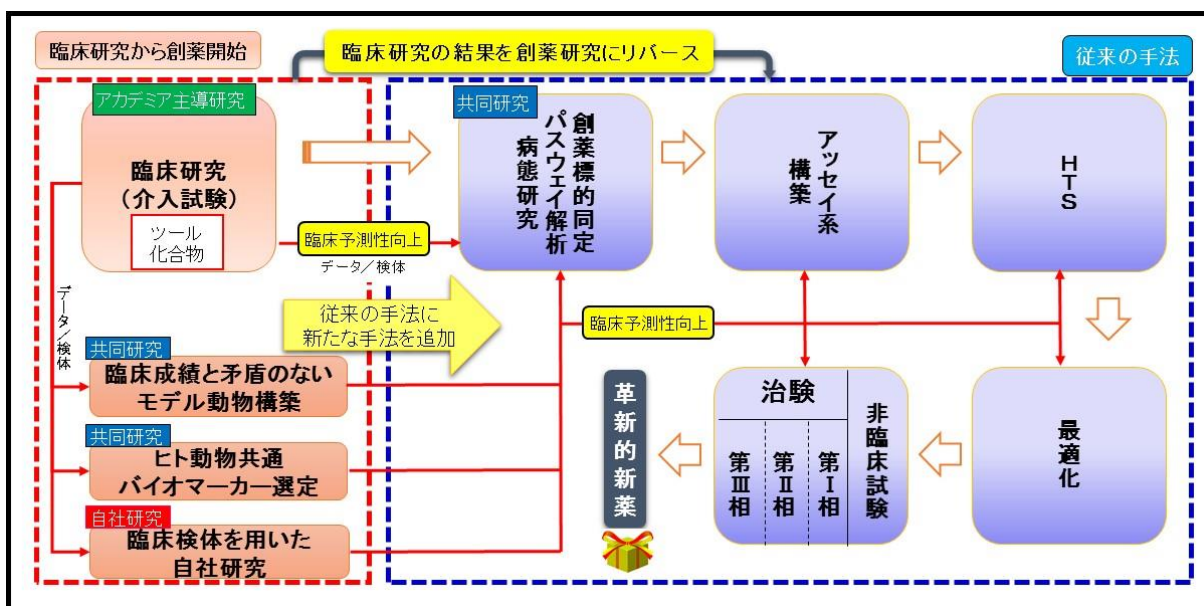 臨床研究から創薬開始
臨床研究の結果を創薬研究にリバース
従来の手法
アカデミア主導研究
臨床研究
（介入試験）
ツール
化合物
臨床予測性向上
データ／検体
データ／検体
従来の手法に
新たな手法を追加
共同研究
臨床成績と矛盾のない
モデル動物構築
共同研究
ヒト動物共通
バイオマーカー選定
自社研究
臨床検体を用いた
自社研究
共同研究
創薬標的同定
パスウェイ解析
病態研究
アッセイ系
構築
HTS
臨床予測性向上
最適化
非臨床試験
治験
第Ⅰ相
第Ⅱ相
第Ⅲ相
革新的新薬